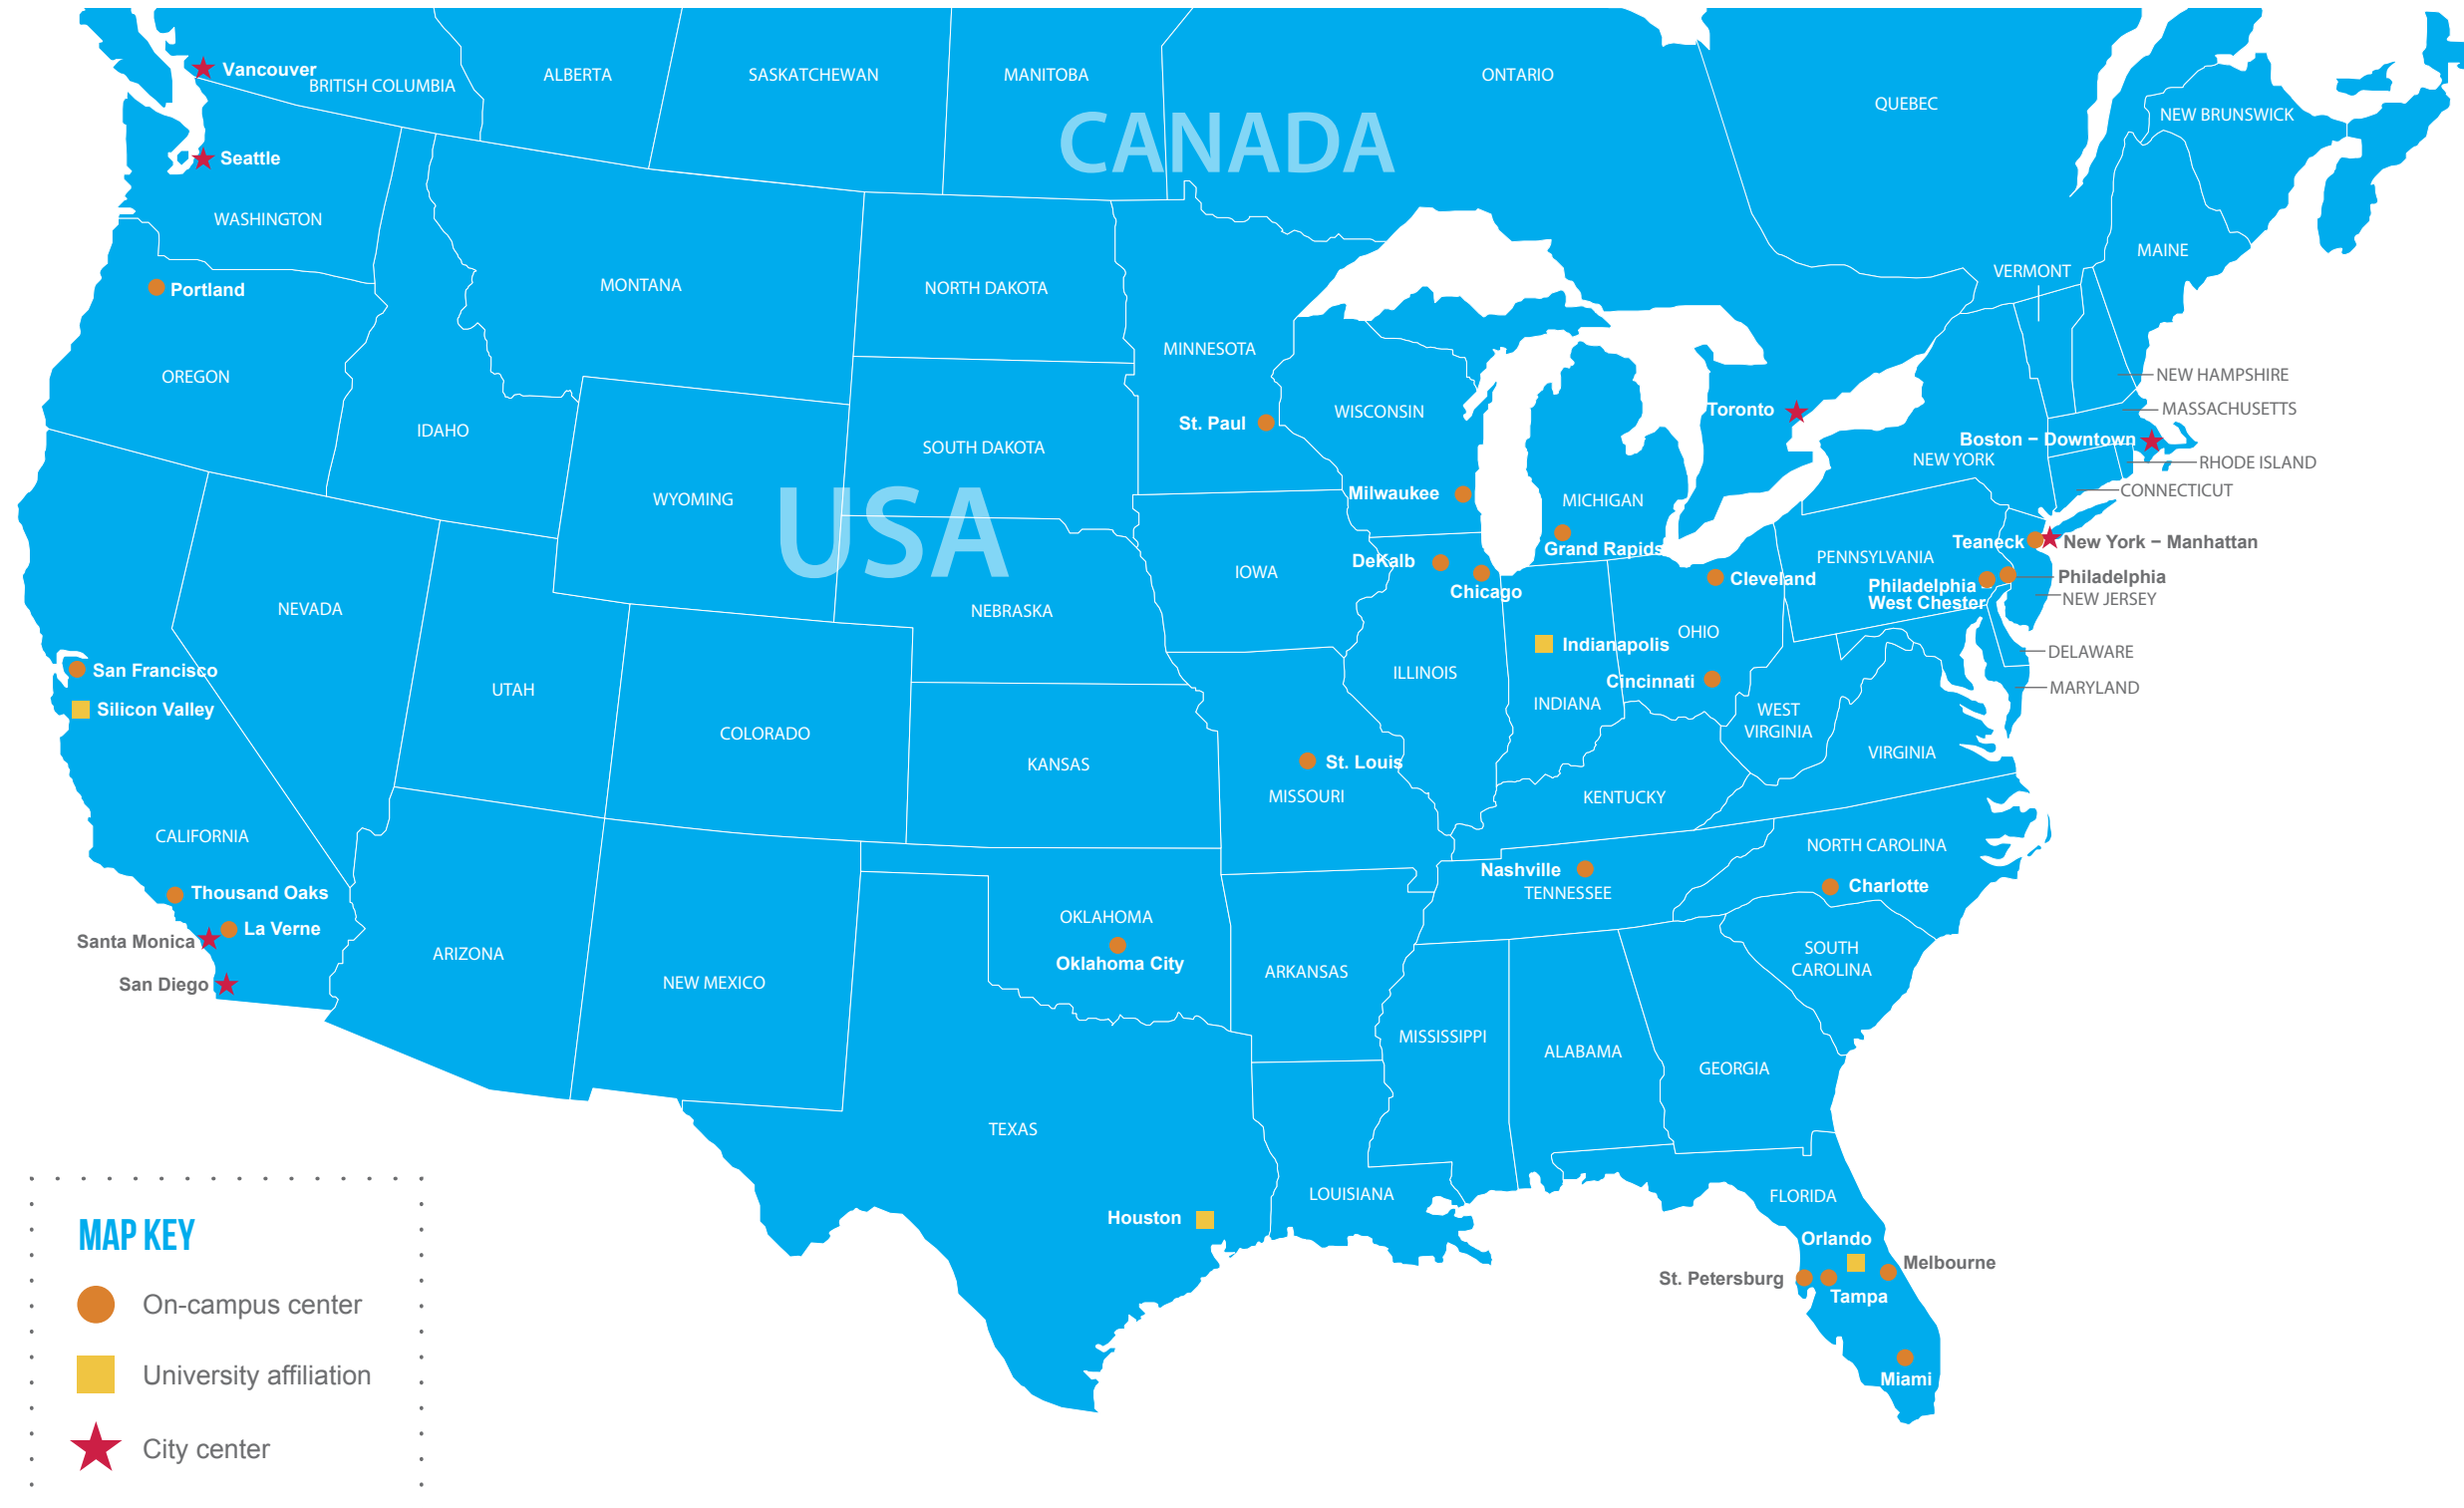 Vancouver
BRITISH COLUMBIA
ALBERTA
SASKATCHEWAN
MANITOBA
ONTARIO
QUEBEC
NEW BRUNSWICK
CANADA
Seattle
WASHINGTON
MAINE
VERMONT
Portland
MONTANA
NORTH DAKOTA
MINNESOTA
OREGON
NEW HAMPSHIRE
MASSACHUSETTS
IDAHO
St. Paul
WISCONSIN
Toronto
Boston – Downtown
SOUTH DAKOTA
NEW YORK
RHODE ISLAND
CONNECTICUT
WYOMING
USA
Milwaukee
MICHIGAN
Grand Rapids
Teaneck
New York – Manhattan
PENNSYLVANIA
DeKalb
Chicago
IOWA
Cleveland
Philadelphia
West Chester
Philadelphia
NEW JERSEY
NEVADA
NEBRASKA
OHIO
Indianapolis
DELAWARE
San Francisco
UTAH
ILLINOIS
Cincinnati
MARYLAND
Silicon Valley
INDIANA
WEST
VIRGINIA
COLORADO
KANSAS
St. Louis
VIRGINIA
MISSOURI
KENTUCKY
CALIFORNIA
NORTH CAROLINA
Nashville
TENNESSEE
Charlotte
Thousand Oaks
La Verne
Santa Monica
OKLAHOMA
Oklahoma City
ARIZONA
SOUTH
CAROLINA
San Diego
NEW MEXICO
ARKANSAS
MISSISSIPPI
ALABAMA
GEORGIA
TEXAS
LOUISIANA
FLORIDA
Houston
Orlando
Melbourne
St. Petersburg
Tampa
Miami
MAP KEY
On-campus center
University affiliation
City center